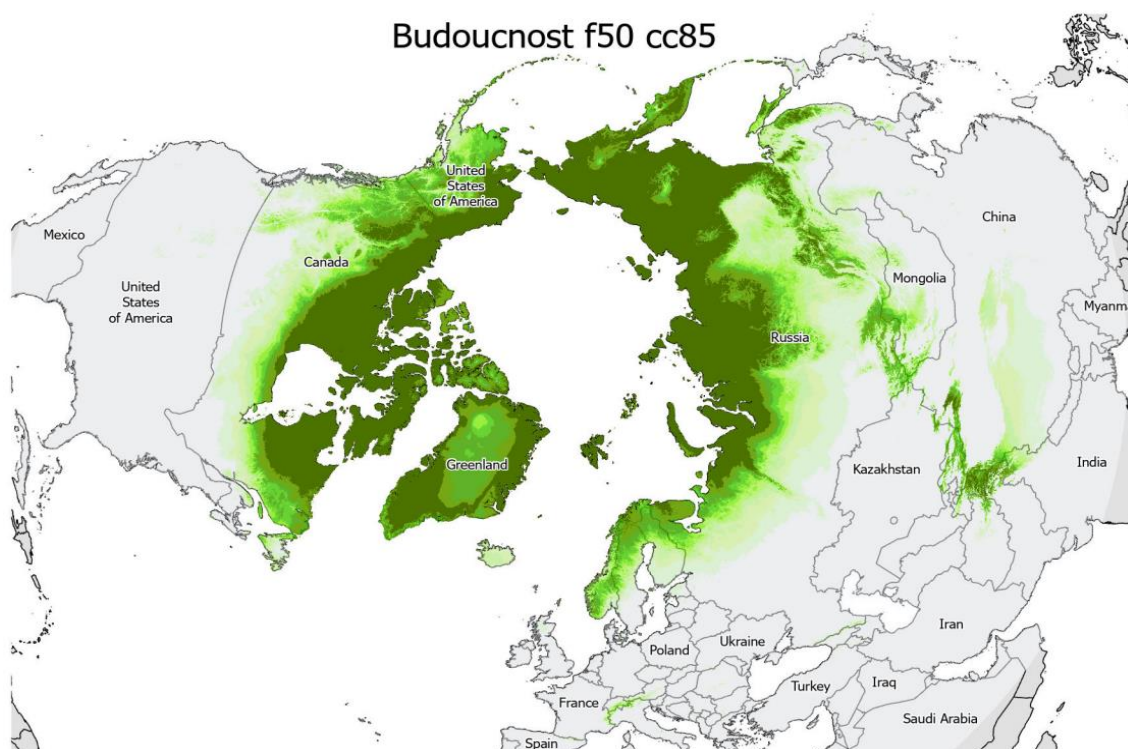 Budoucnost f50 cc85
United
States
of America
China
Mexico
Canada
Mongolia
United
States
of America
Myanm
Russia
Greenland
Kazakhstan
India
Iran
Ukraine
Poland
Turkey
Iraq
France
Saudi Arabia
Spain